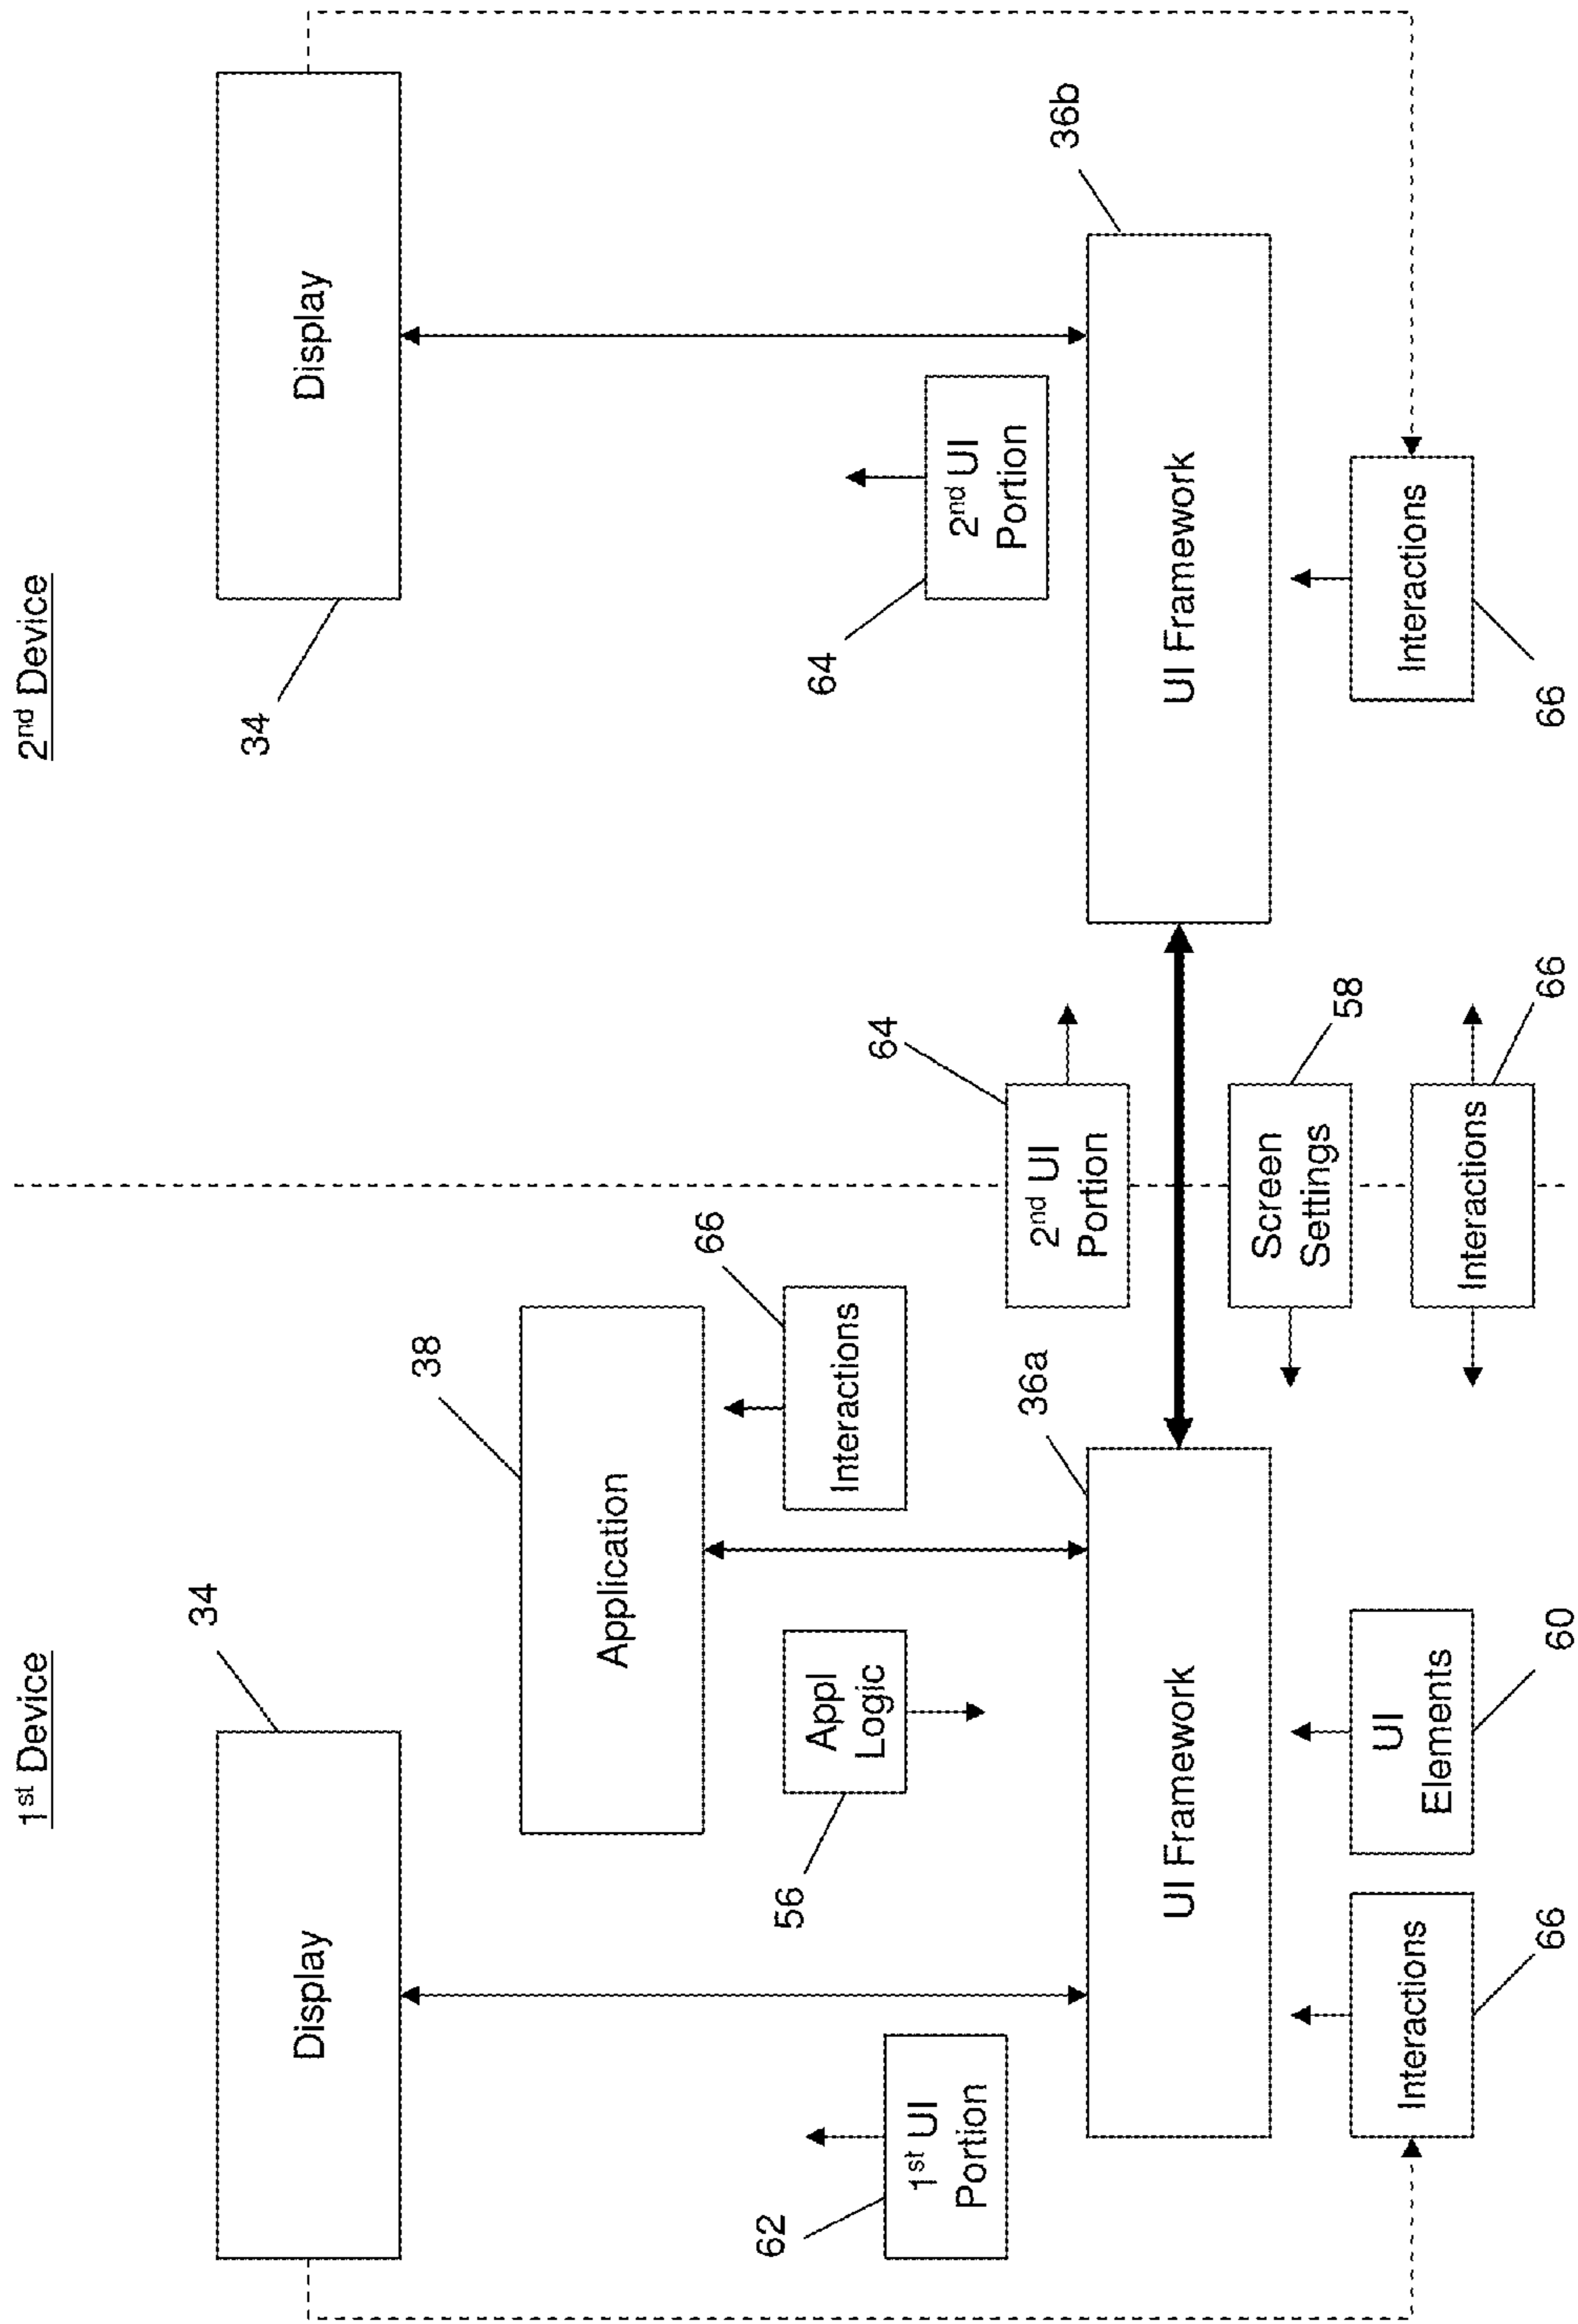 1st Device
2nd Device
34
Display
34
Display
38
Application
56
Appl
Logic
66
Interactions
62
1st UI
Portion
64
2nd UI
Portion
64
2nd UI
Portion
36a
UI Framework
36b
UI Framework
58
Screen
Settings
Interactions
66
UI
Elements
60
Interactions
66
Interactions
66